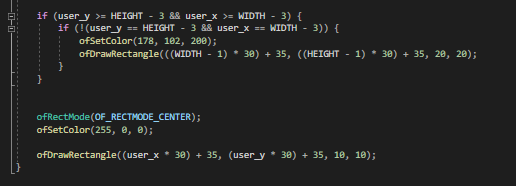 if (user_y >= HEIGHT - 3 && user_x >= WIDTH - 3) {
if (!(user_y == HEIGHT - 3 && user_x == WIDTH - 3)) {
ofSetColor(178, 102, 200);
ofDrawRectangle(((WIDTH - 1) * 30) + 35, ((HEIGHT - 1) * 30) + 35, 20, 20);
}
}
ofRectMode(OF_RECTMODE_CENTER);
ofSetColor(255, 0, 0);
ofDrawRectangle((user_x * 30) + 35, (user_y * 30) + 35, 10, 10);
}